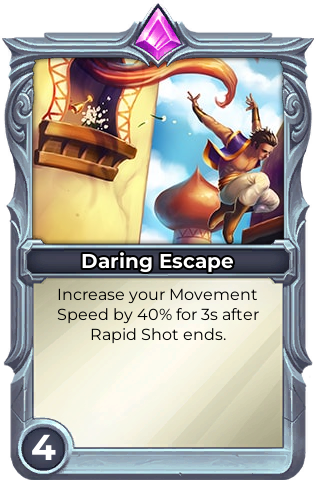 Daring Escape
Increase your Movement
Speed by 40% for 3s after
Rapid Shot ends.
4